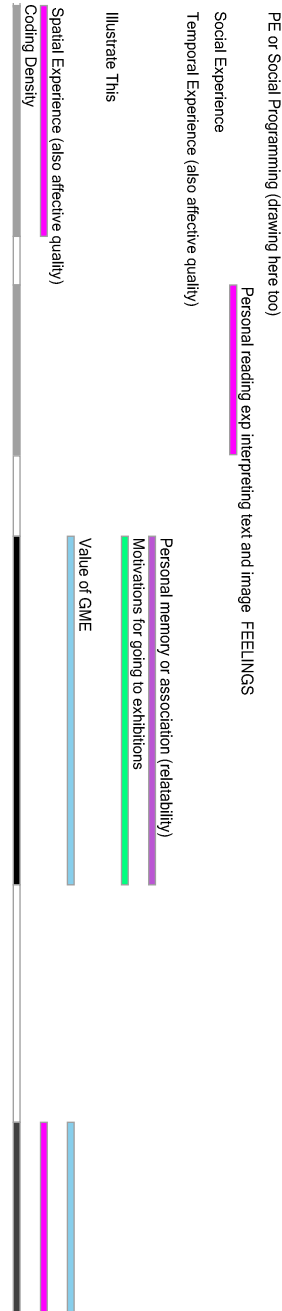 PE or Social Programming (drawing here too)
Personal reading exp interpreting text and image FEELINGS
Social Experience
Temporal Experience (also affective quality)
Personal memory or association (relatability)
Motivations for going to exhibitions
Illustrate This
Value of GME
Spatial Experience (also affective quality)
Coding Density